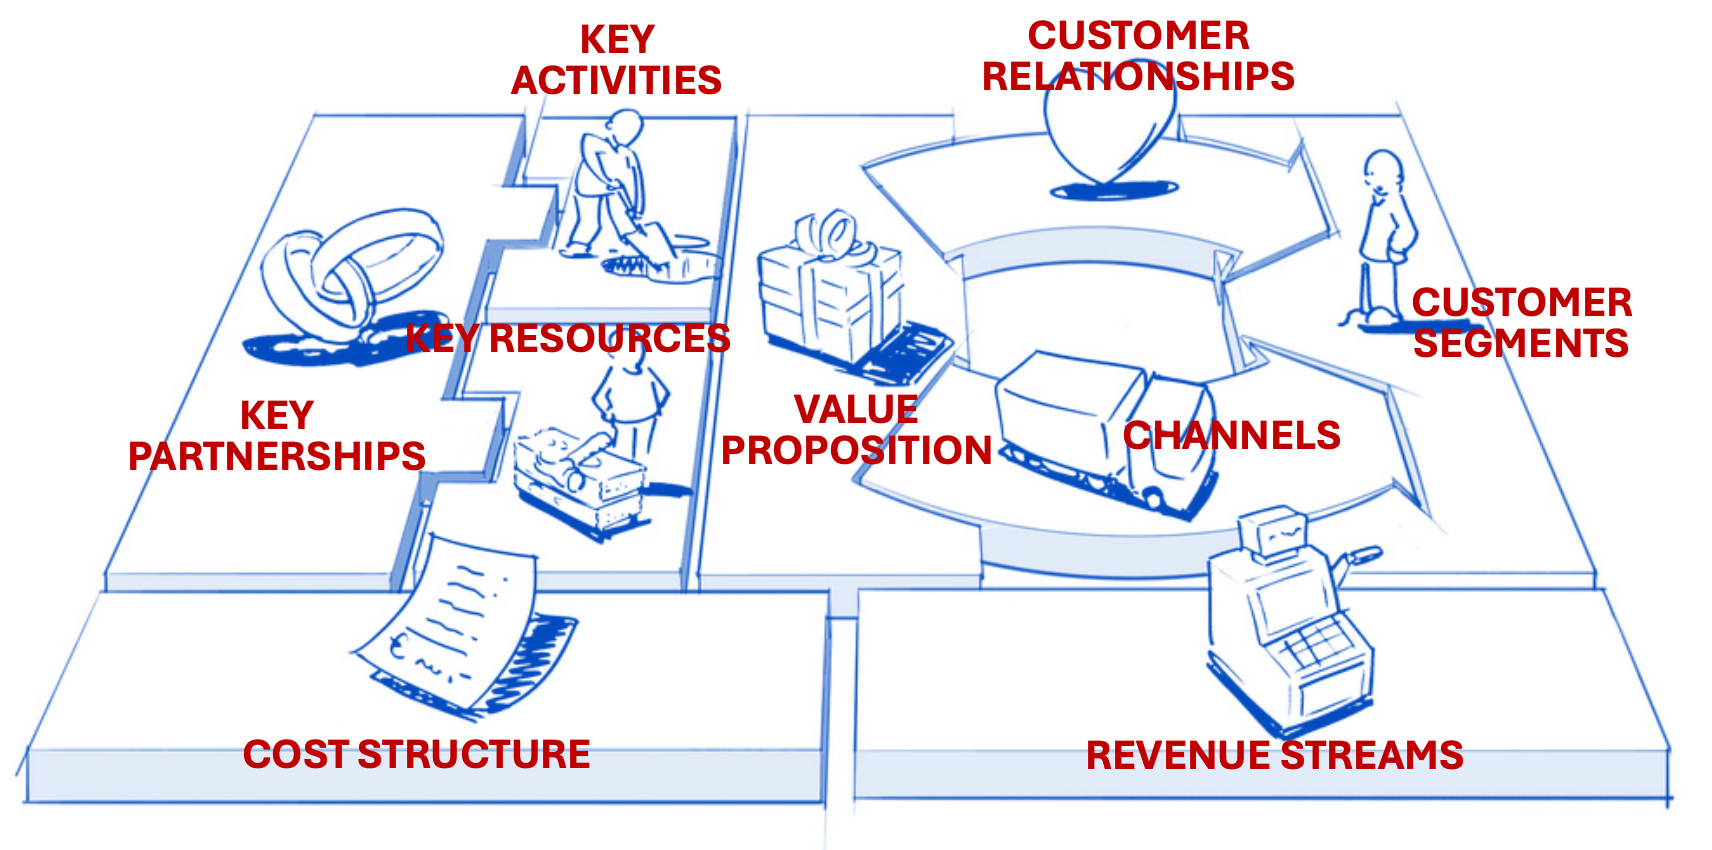 KEY
ACTIVITIES
CUSTOMER
RELATIONSHIPS
CUSTOMER
SEGMENTS
KEY RESOURCES
KEY
PARTNERSHIPS
VALUE
PROPOSITION
CHANNELS
€
COST STRUCTURE
REVENUE STREAMS